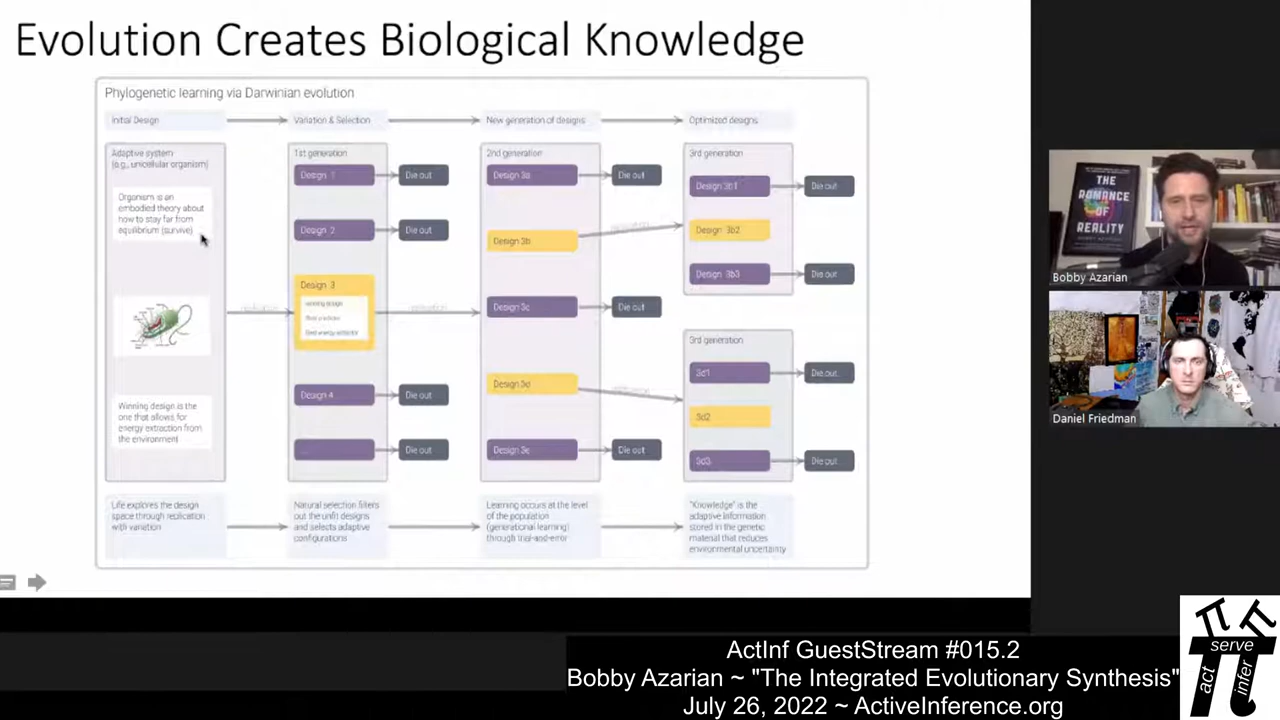 Evolution Creates Biological Knowledge
Phylogenetic learning via Darwinian evolution
Initial Design
Variation & Selection
New generation of designs
Optimized designs
Adaptive system
(e.g., unicellular organism)
Organism is an
embodied theory about
how to stay far from
equilibrium (survive)
Winning design is the
one that allows for
energy extraction from
the environment
1st generation
Design 1
Die out
Design 2
Die out
Design 3
Winning design
Best energy extractor
Design 4
Die out
...
Die out
2nd generation
Design 3a
Die out
Design 3b
Design 3c
Die out
Design 3d
Design 3e
Die out
3rd generation
Design 3b1
Die out
Design 3b2
Design 3b3
Die out
3rd generation
3d1
Die out
3d2
3d3
Die out
Life explores the design
space through replication
with variation
Natural selection filters
out the unfit designs
and selects adaptive
configurations
Learning occurs at the level
of the population
(generational learning)
through trial-and-error
"Knowledge" is the
adaptive information
stored in the genetic
material that reduces
environmental uncertainty
THE
ROMANCE
OF
REALITY
Bobby Azarian
Daniel Friedman
ActInf GuestStream #015.2
Bobby Azarian ~ "The Integrated Evolutionary Synthesis"
July 26, 2022 ~ ActiveInference.org
serve
act
infer